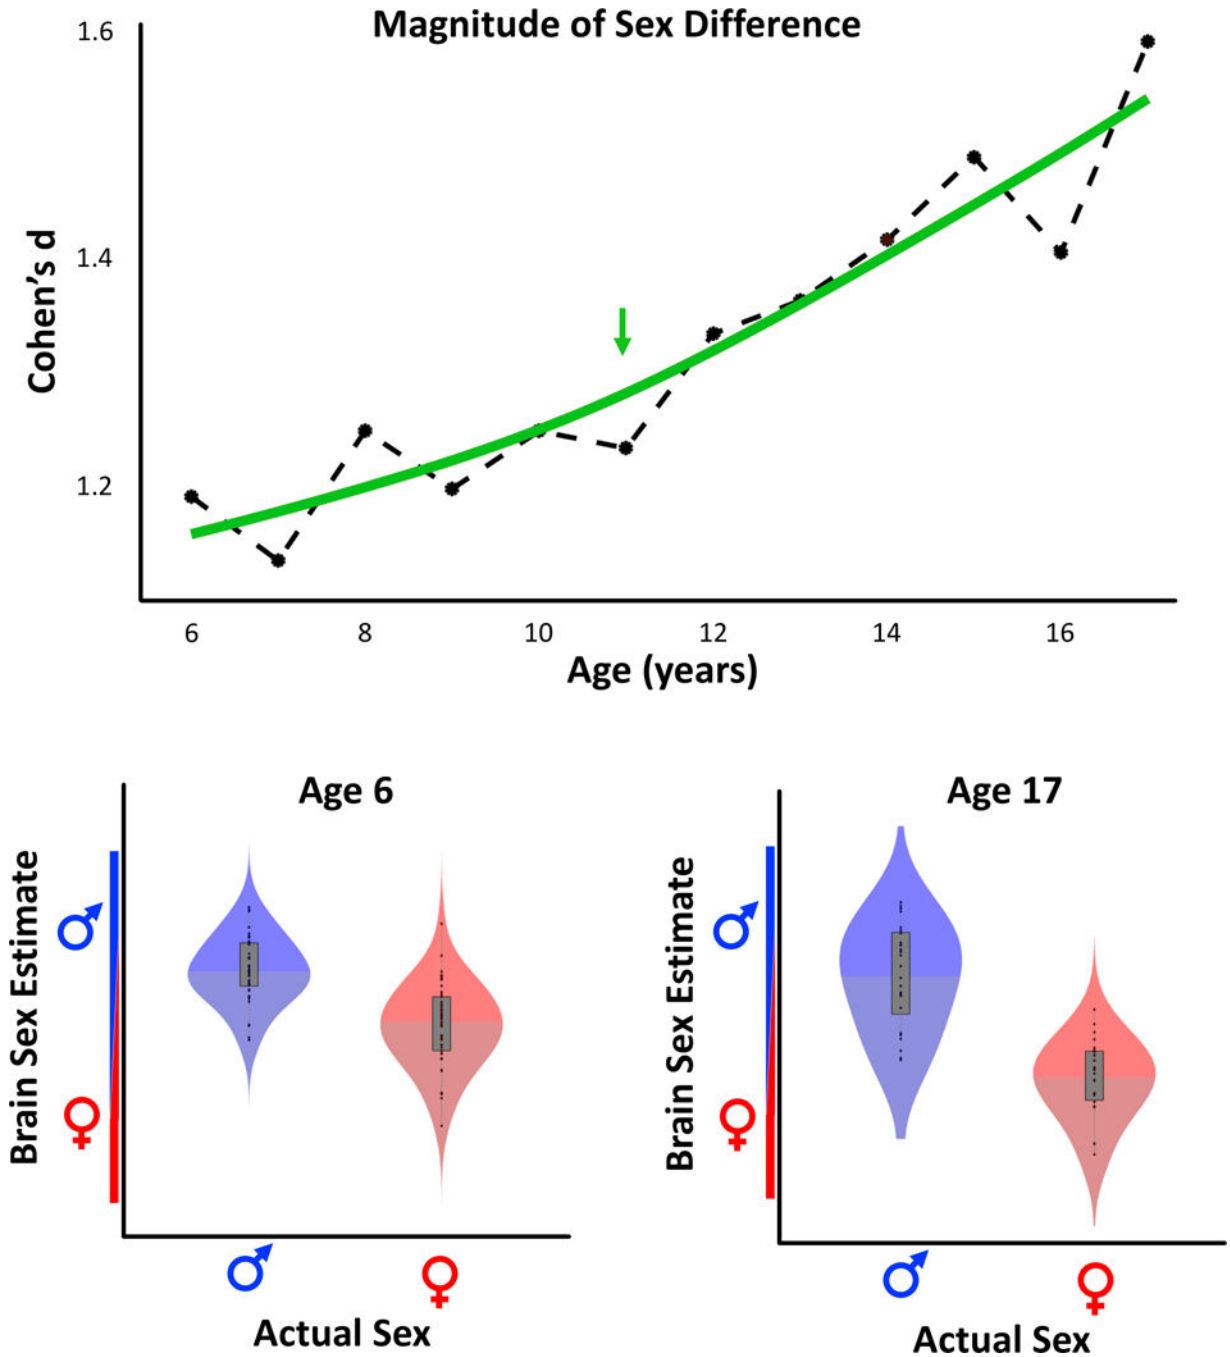 Magnitude of Sex Difference
1.6
1.4
1.2
Cohen's d
6 8 10 12 14 16
Age (years)
Age 6
Brain Sex Estimate
♂
♀
♂ ♀
Actual Sex
Age 17
Brain Sex Estimate
♂
♀
♂ ♀
Actual Sex